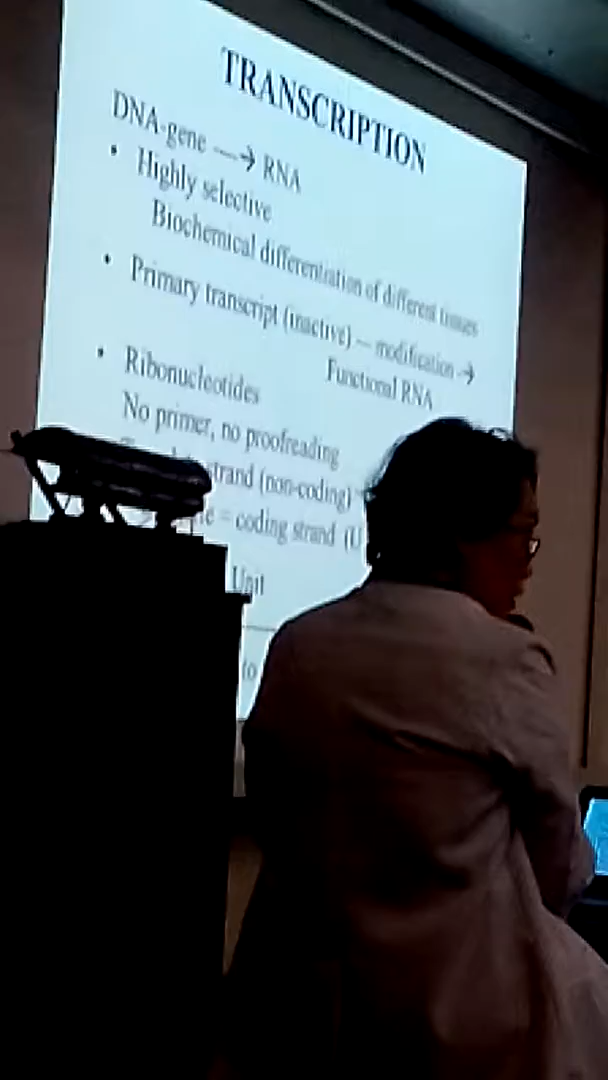 TRANSCRIPTION
DNA-gene ---→ RNA
• Highly selective
Biochemical differentiation of different tissues
• Primary transcript (inactive) – modification →
Functional RNA
• Ribonucleotides
No primer, no proofreading
strand (non-coding)
= coding strand (U
Unit
to